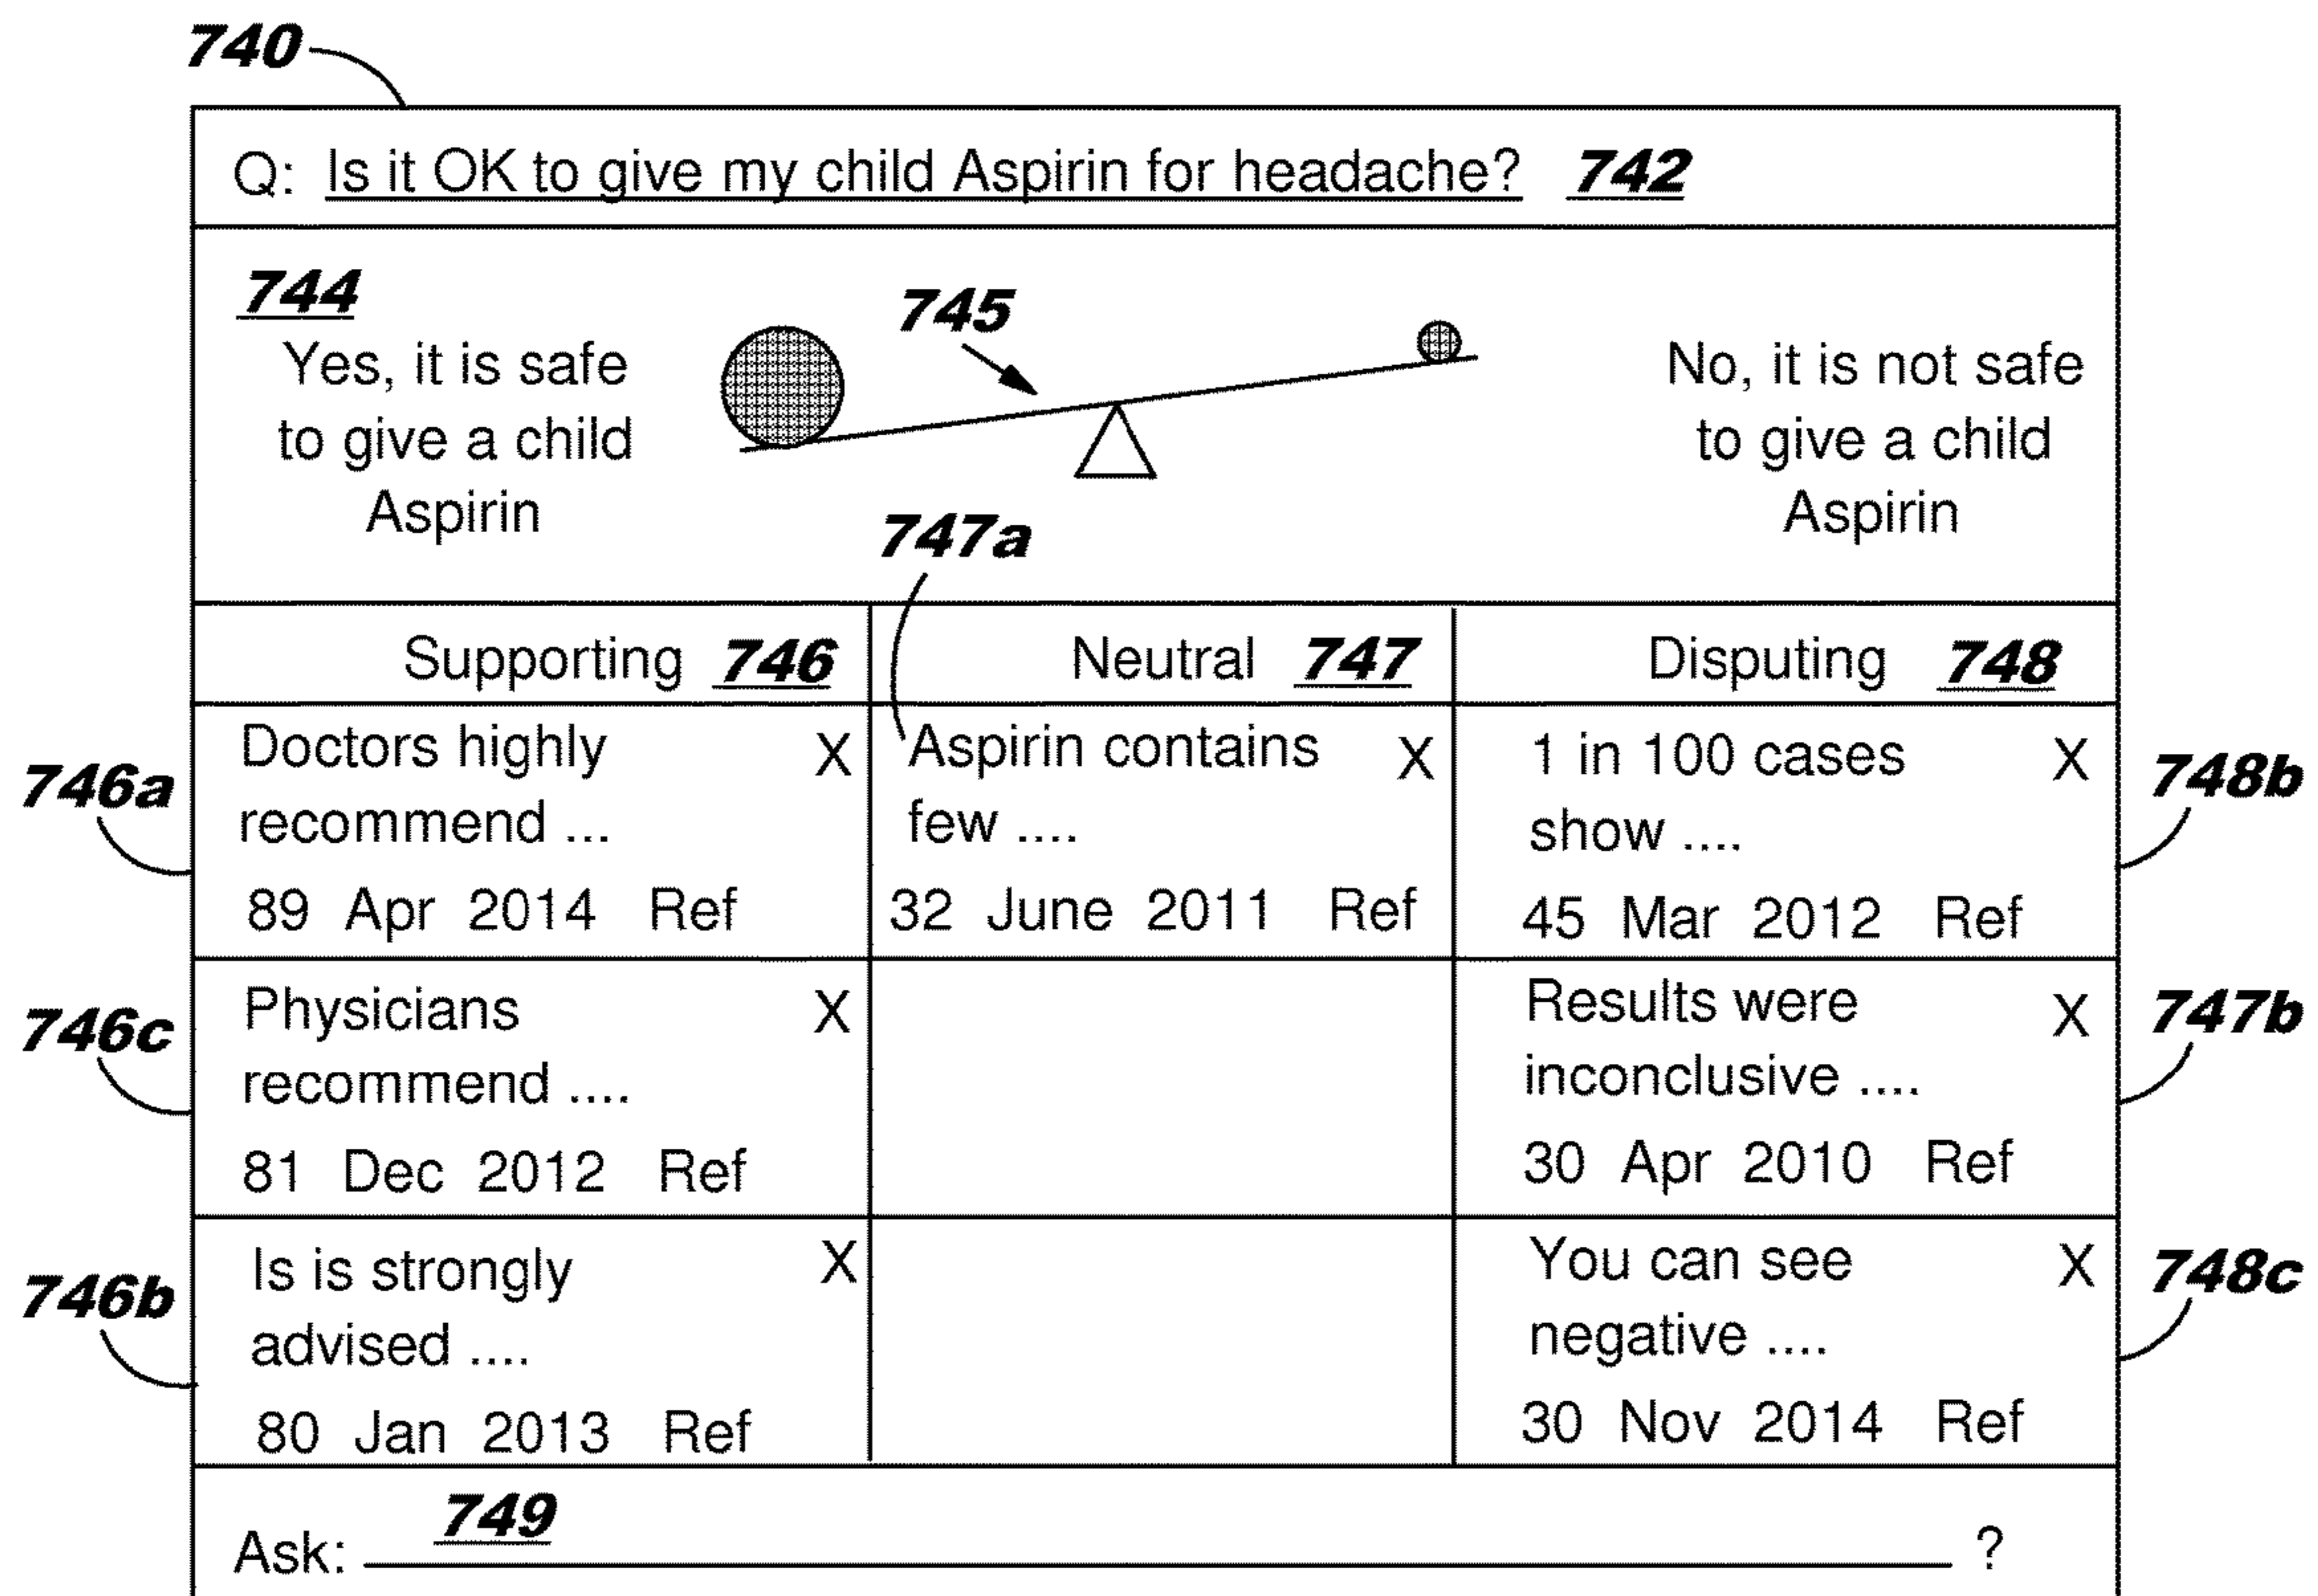 740
Q: Is it OK to give my child Aspirin for headache? 742
744
Yes, it is safe
to give a child
Aspirin
745
No, it is not safe
to give a child
Aspirin
747a
Supporting 746
Neutral 747
Disputing 748
746a
Doctors highly X
recommend ...
89 Apr 2014 Ref
Aspirin contains X
few ....
32 June 2011 Ref
1 in 100 cases X
show ....
45 Mar 2012 Ref
748b
746c
Physicians X
recommend ....
81 Dec 2012 Ref
Results were X
inconclusive ....
30 Apr 2010 Ref
747b
746b
Is is strongly X
advised ....
80 Jan 2013 Ref
You can see X
negative ....
30 Nov 2014 Ref
748c
749
Ask: ?